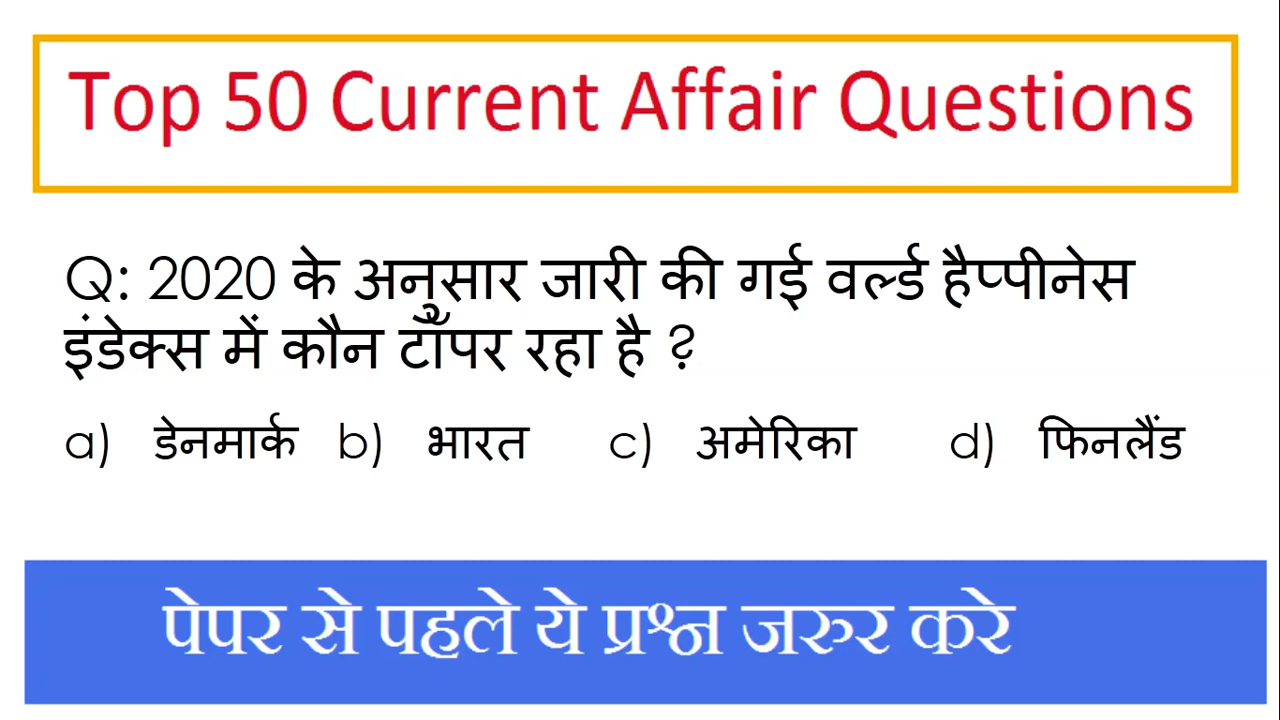 Top 50 Current Affair Questions
Q: 2020 के अनुसार जारी की गई वर्ल्ड हैप्पीनेस
इंडेक्स में कौन टॉपर रहा है ?
a) डेनमार्क b) भारत c) अमेरिका d) फिनलैंड
पेपर से पहले ये प्रश्न जरुर करे